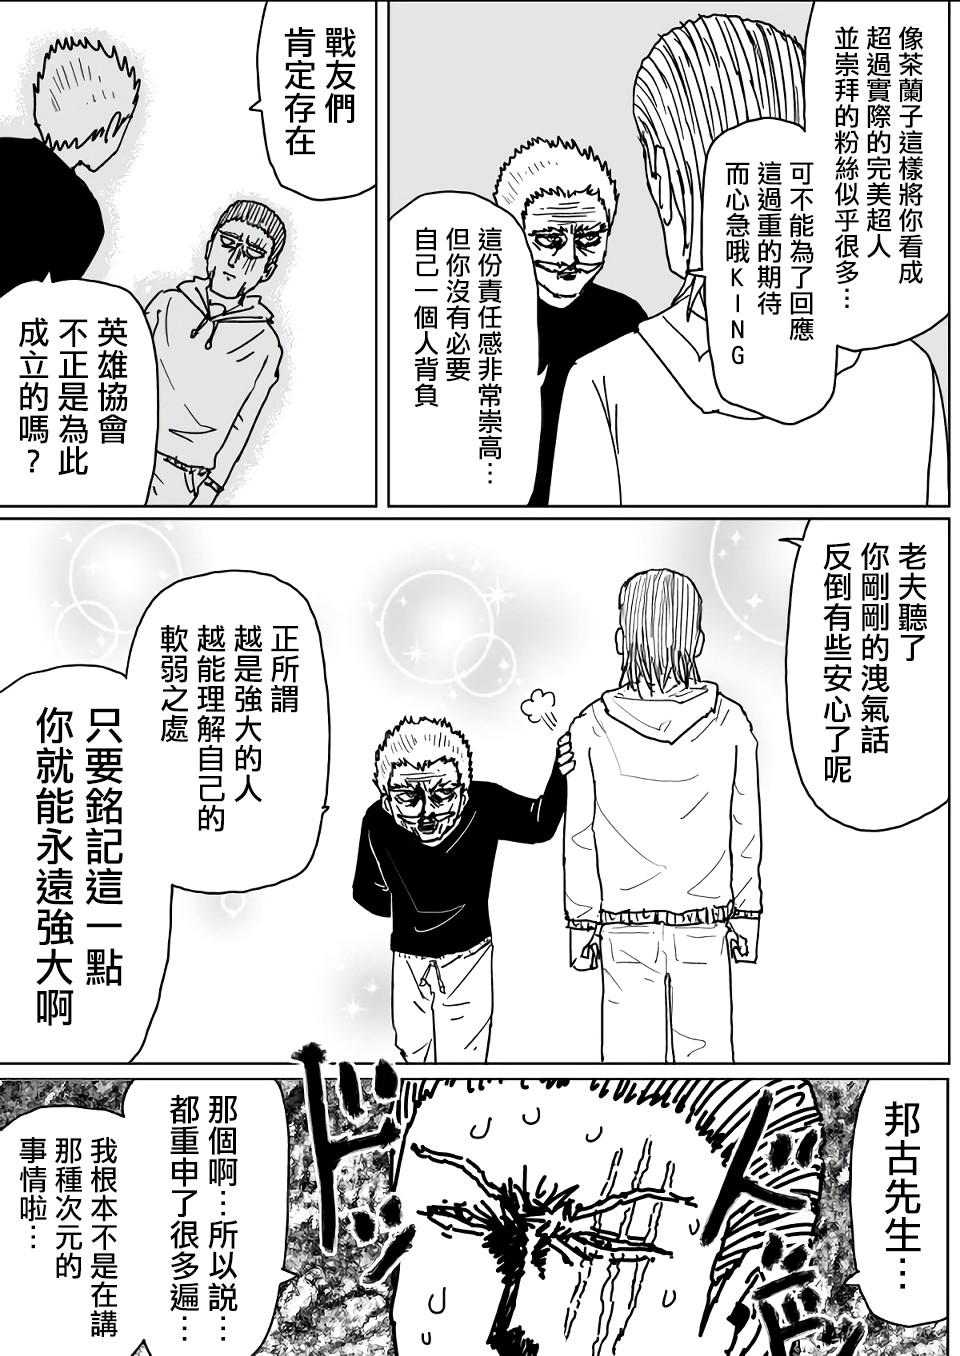 像茶蘭子這樣將你看成
超過實際的完美超人
並崇拜的粉絲似乎很多…
可不能為了回應
這過重的期待
而心急哦KING
這份責任感非常崇高…
但你沒有必要
自己一個人背負
戰友們
肯定存在
英雄協會
不正是為此
成立的嗎？
老夫聽了
你剛剛的洩氣話
反倒有些安心了呢
正所謂
越是強大的人
越能理解自己的
軟弱之處
只要銘記這一點
你就能永遠強大啊
邦古先生…
ドッ
ドッ
ドッ
那個啊…所以說…
都重申了很多遍…
我根本不是在講
那種次元的
事情啦…